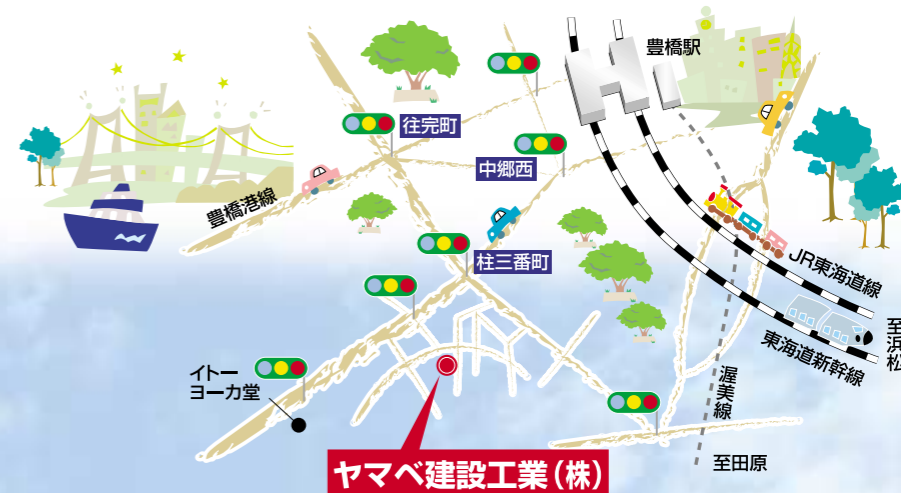 豊橋駅
往完町
中郷西
豊橋港線
柱三番町
JR東海道線
至浜松
東海道新幹線
イトー
ヨーカ堂
渥美線
至田原
ヤマベ建設工業(株)